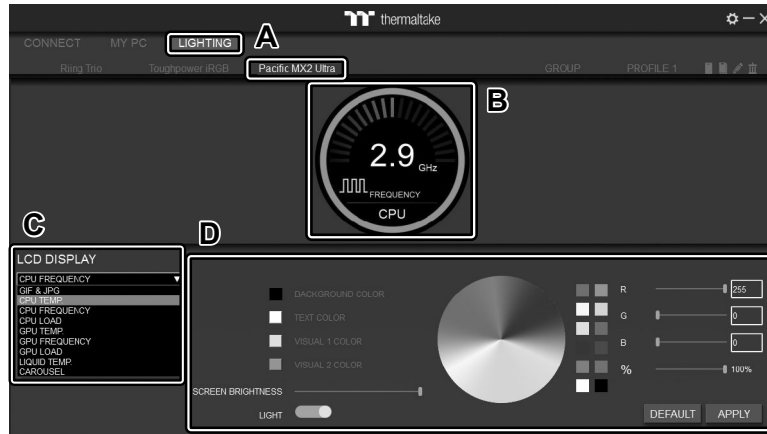 thermaltake
CONNECT MY PC LIGHTING
A
Riing Trio Toughpower iRGB Pacific MX2 Ultra GROUP PROFILE 1
B
2.9 GHz
FREQUENCY
CPU
C
D
LCD DISPLAY
CPU FREQUENCY
GIF & JPG
CPU TEMP.
CPU FREQUENCY
CPU LOAD
GPU TEMP.
GPU FREQUENCY
GPU LOAD
LIQUID TEMP.
CAROUSEL
BACKGROUND COLOR
TEXT COLOR
VISUAL 1 COLOR
VISUAL 2 COLOR
SCREEN BRIGHTNESS
LIGHT
R 255
G 0
B 0
% 100%
DEFAULT APPLY